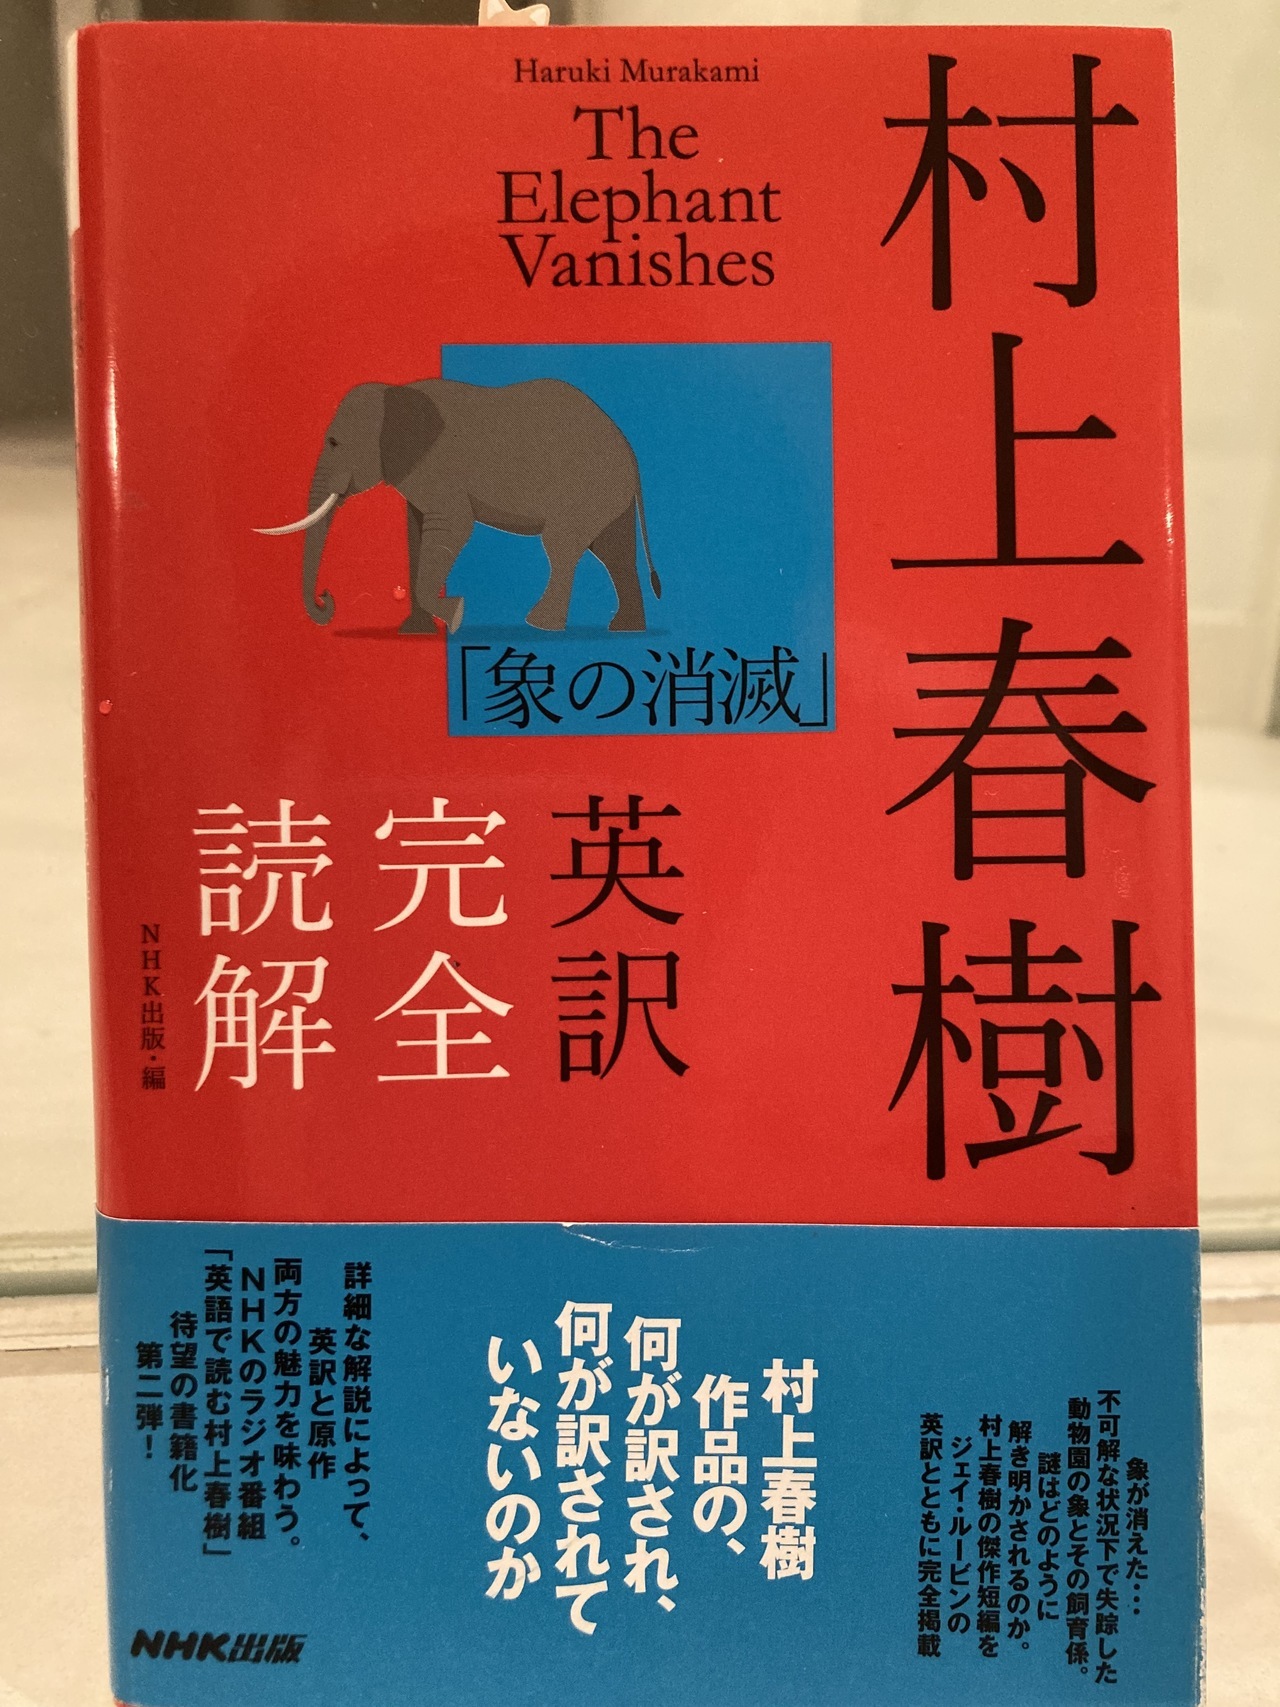 Haruki Murakami
The
Elephant
Vanishes
村上春樹
「象の消滅」
英訳
完全
読解
NHK出版・編
象が消えた…
不可解な状況下で失踪した
動物園の象とその飼育係。
謎はどのように
解き明かされるのか。
村上春樹の傑作短編を
ジェイ・ルービンの
英訳とともに完全掲載
村上春樹
作品の、
何が訳され、
何が訳されて
いないのか
詳細な解説によって、
英訳と原作
両方の魅力を味わう。
NHKのラジオ番組
「英語で読む村上春樹」
待望の書籍化
第二弾!
NHK出版